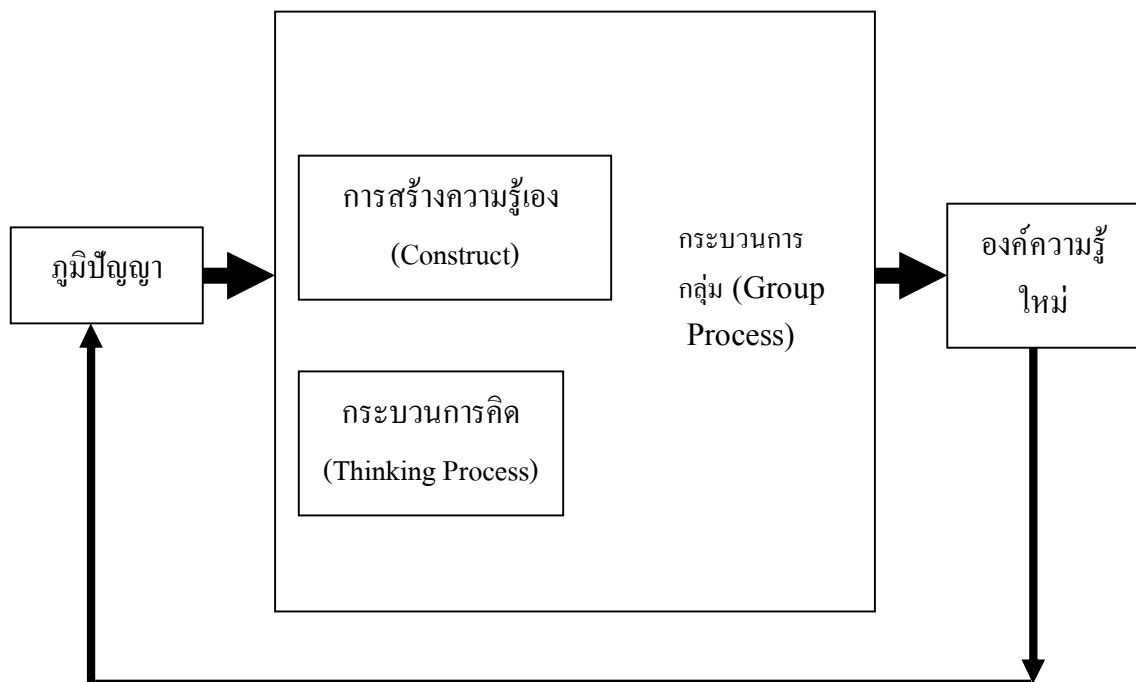 ภูมิปัญญา
การสร้างความรู้เอง
(Construct)
กระบวนการคิด
(Thinking Process)
กระบวนการ
กลุ่ม (Group
Process)
องค์ความรู้
ใหม่